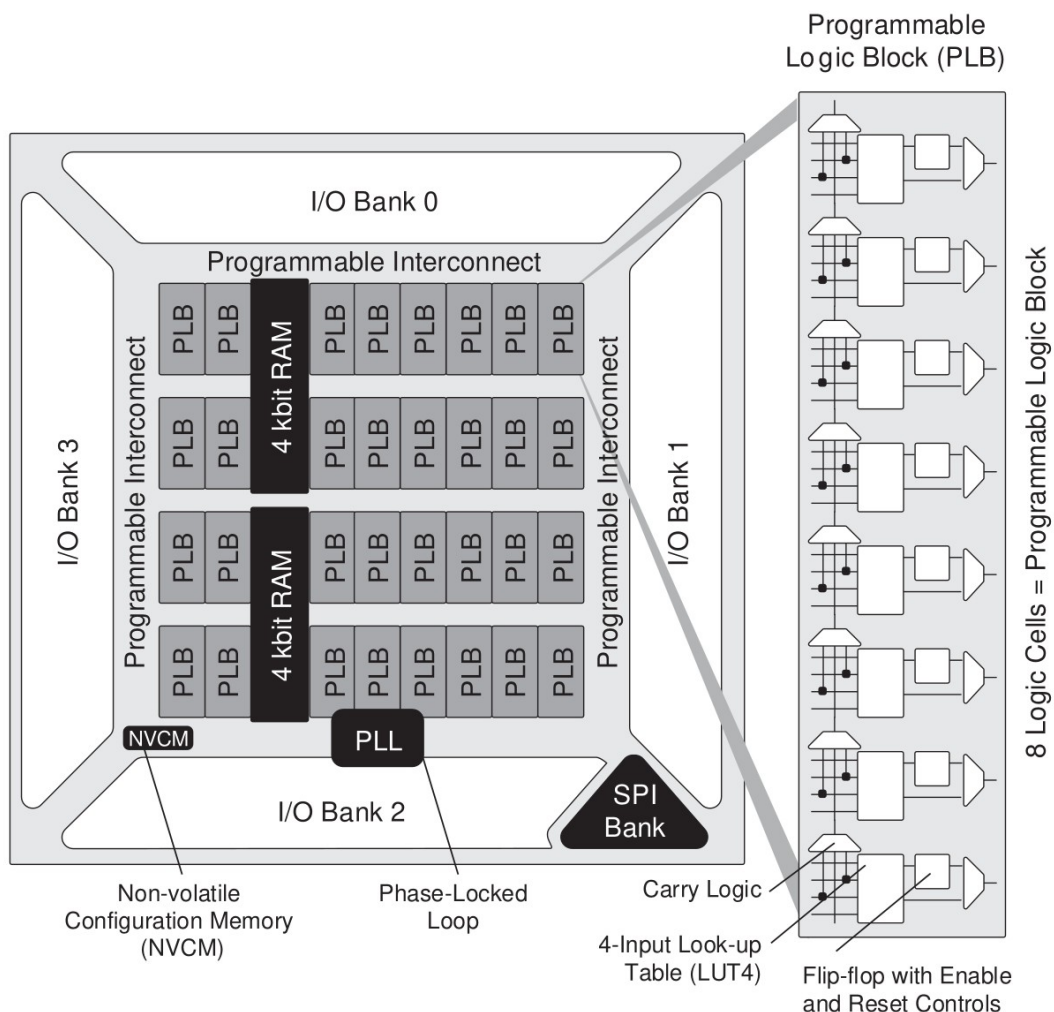 Programmable
Logic Block (PLB)
I/O Bank 0
Programmable Interconnect
PLB PLB 4 kbit RAM PLB PLB PLB PLB PLB PLB
PLB PLB PLB PLB PLB PLB PLB PLB
PLB PLB 4 kbit RAM PLB PLB PLB PLB PLB PLB
PLB PLB PLB PLB PLB PLB PLB PLB
I/O Bank 3
Programmable Interconnect
Programmable Interconnect
I/O Bank 1
8 Logic Cells = Programmable Logic Block
NVCM
PLL
I/O Bank 2
SPI
Bank
Non-volatile
Configuration Memory
(NVCM)
Phase-Locked
Loop
Carry Logic
4-Input Look-up
Table (LUT4)
Flip-flop with Enable
and Reset Controls